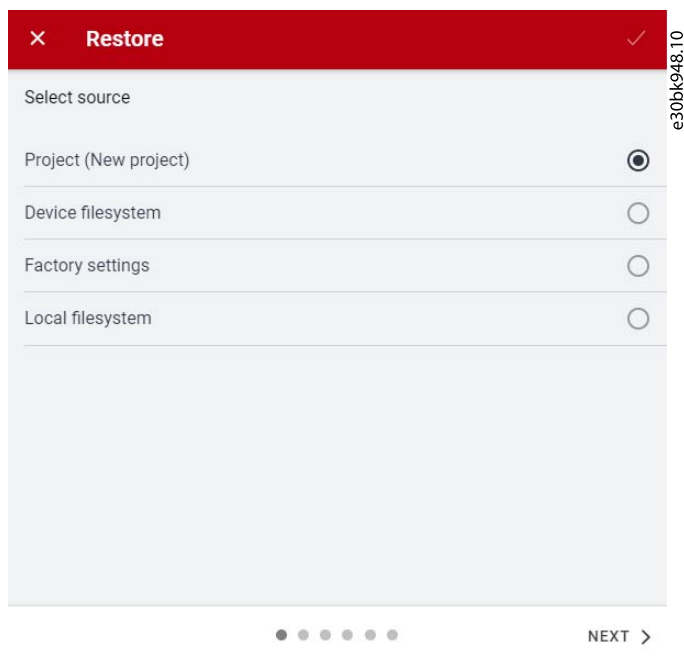 Restore
Select source
Project (New project)
Device filesystem
Factory settings
Local filesystem
NEXT
e30bk948.10